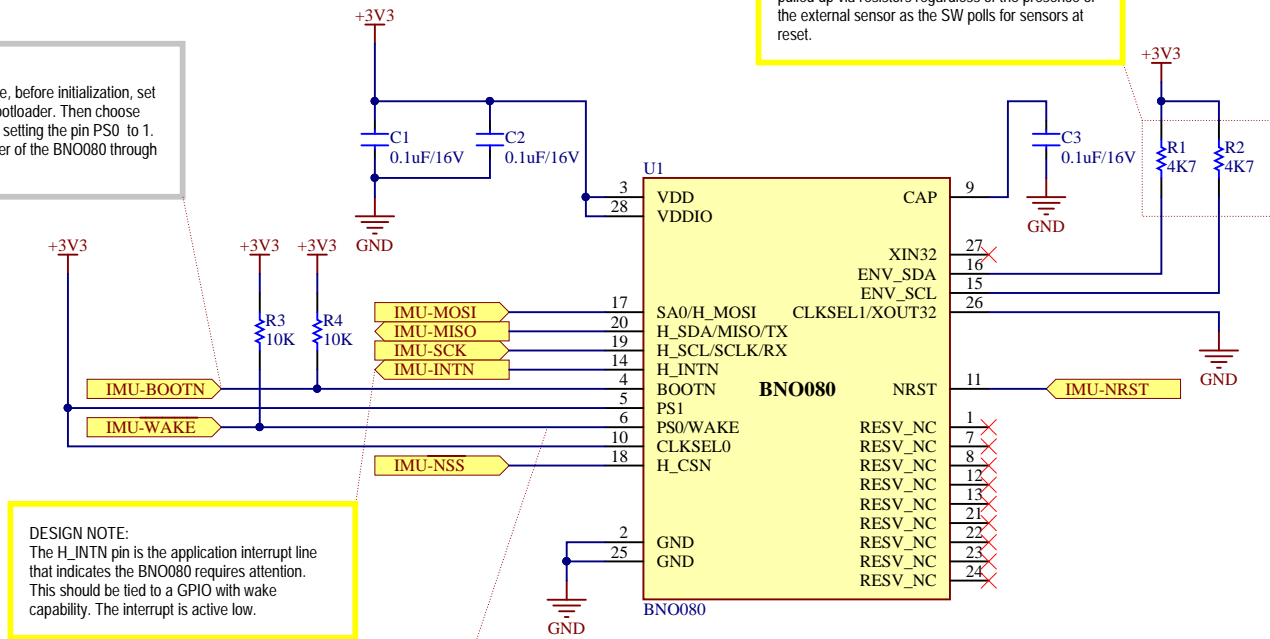 +3V3
pulled up via resistors regardless of the presence of
the external sensor as the SW polls for sensors at
reset.
+3V3
e, before initialization, set
ootloader. Then choose
setting the pin PS0 to 1.
er of the BNO080 through
C1
0.1uF/16V
C2
0.1uF/16V
C3
0.1uF/16V
R1
4K7
R2
4K7
GND
GND
U1
3
VDD
28
VDDIO
CAP
9
+3V3
+3V3
+3V3
R3
10K
R4
10K
XIN32
27
ENV_SDA
16
ENV_SCL
15
CLKSEL1/XOUT32
26
GND
IMU-MOSI
17
SA0/H_MOSI
IMU-MISO
20
H_SDA/MISO/TX
IMU-SCK
19
H_SCL/SCLK/RX
IMU-INTN
14
H_INTN
IMU-BOOTN
4
BOOTN
BNO080
NRST
11
IMU-NRST
5
PS1
IMU-WAKE
6
PS0/WAKE
10
CLKSEL0
IMU-NSS
18
H_CSN
RESV_NC
1
RESV_NC
7
RESV_NC
8
RESV_NC
12
RESV_NC
13
RESV_NC
21
RESV_NC
22
RESV_NC
23
RESV_NC
24
2
GND
25
GND
GND
BNO080
DESIGN NOTE:
The H_INTN pin is the application interrupt line
that indicates the BNO080 requires attention.
This should be tied to a GPIO with wake
capability. The interrupt is active low.